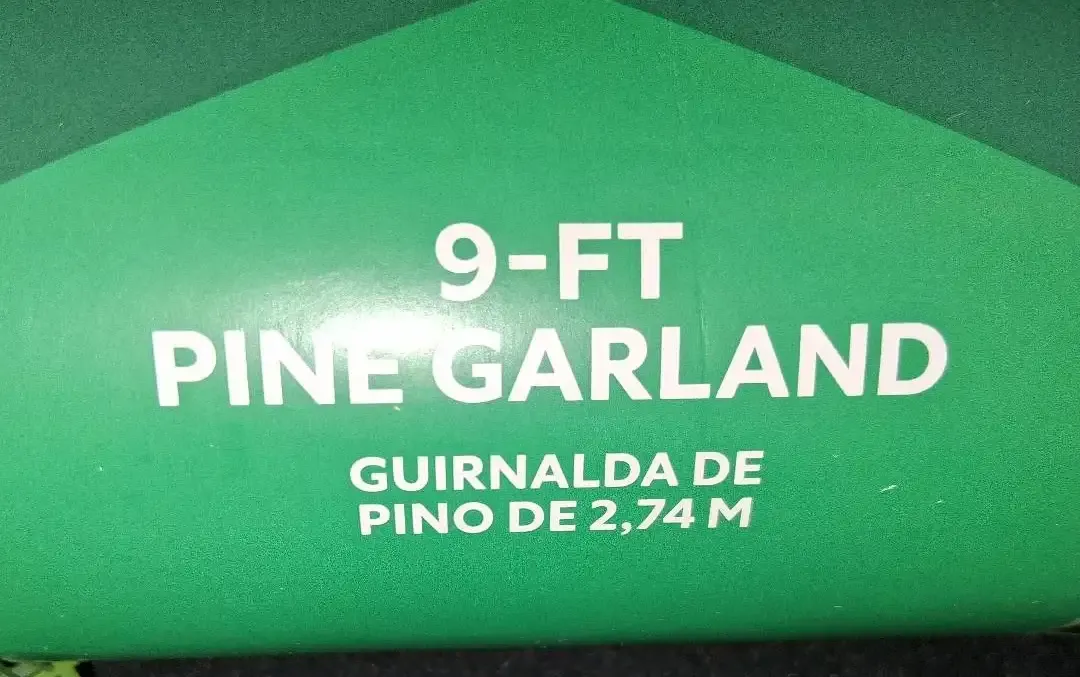 9-FT
PINE GARLAND
GUIRNALDA DE
PINO DE 2,74 M